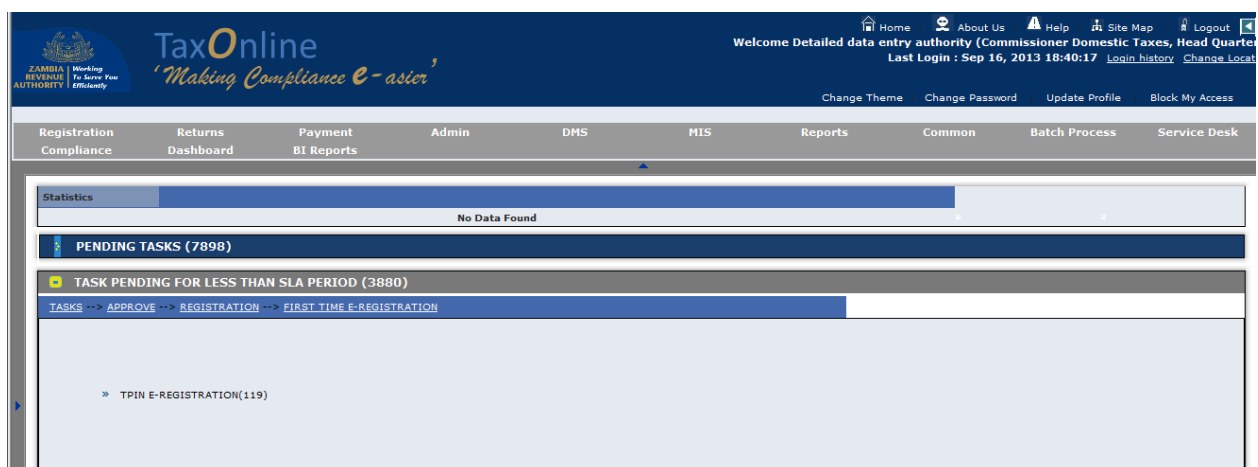 Home About Us Help Site Map Logout
ZAMBIA REVENUE AUTHORITY Working To Serve You Efficiently
TaxOnline
‘Making Compliance e-asier’
Welcome Detailed data entry authority (Commissioner Domestic Taxes, Head Quarter
Last Login : Sep 16, 2013 18:40:17 Login history Change Locat
Change Theme Change Password Update Profile Block My Access
Registration Returns Payment Admin DMS MIS Reports Common Batch Process Service Desk
Compliance Dashboard BI Reports
Statistics
No Data Found
PENDING TASKS (7898)
TASK PENDING FOR LESS THAN SLA PERIOD (3880)
TASKS --> APPROVE --> REGISTRATION --> FIRST TIME E-REGISTRATION
» TPIN E-REGISTRATION(119)